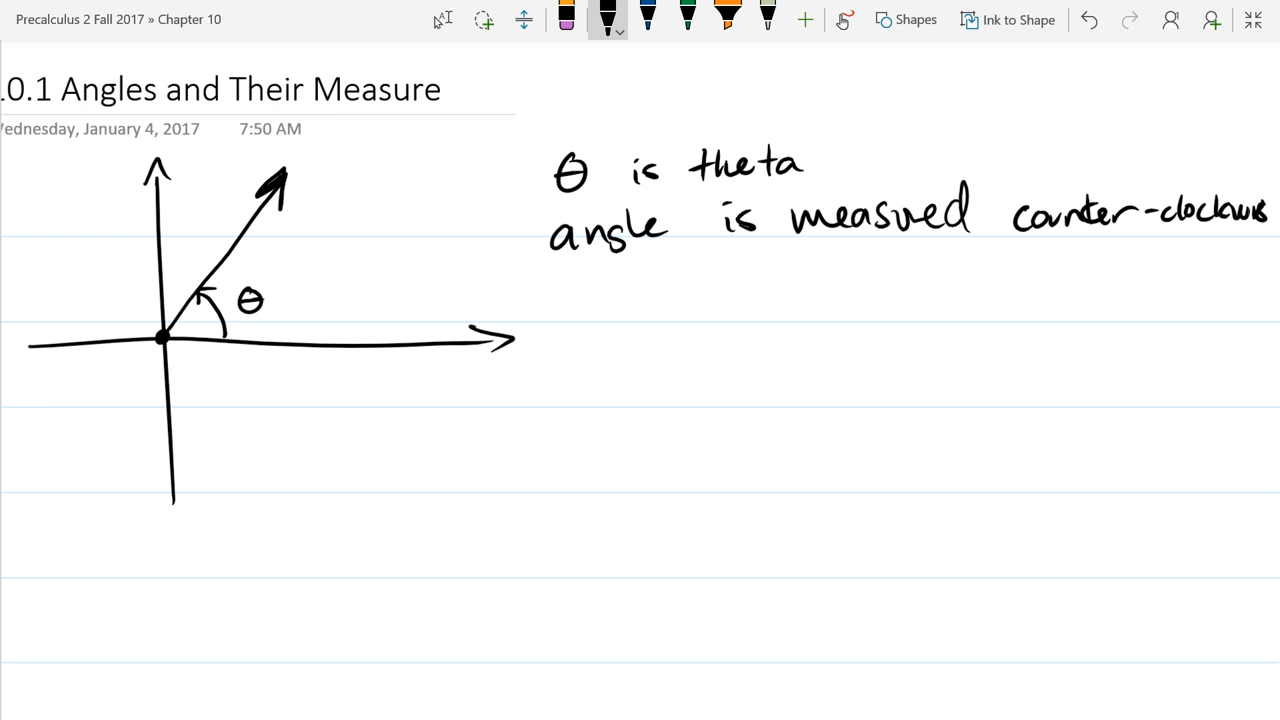 Precalculus 2 Fall 2017 » Chapter 10
Shapes
Ink to Shape
0.1 Angles and Their Measure
ednesday, January 4, 2017 7:50 AM
θ is theta
angle is measured counter-clockwis
θ